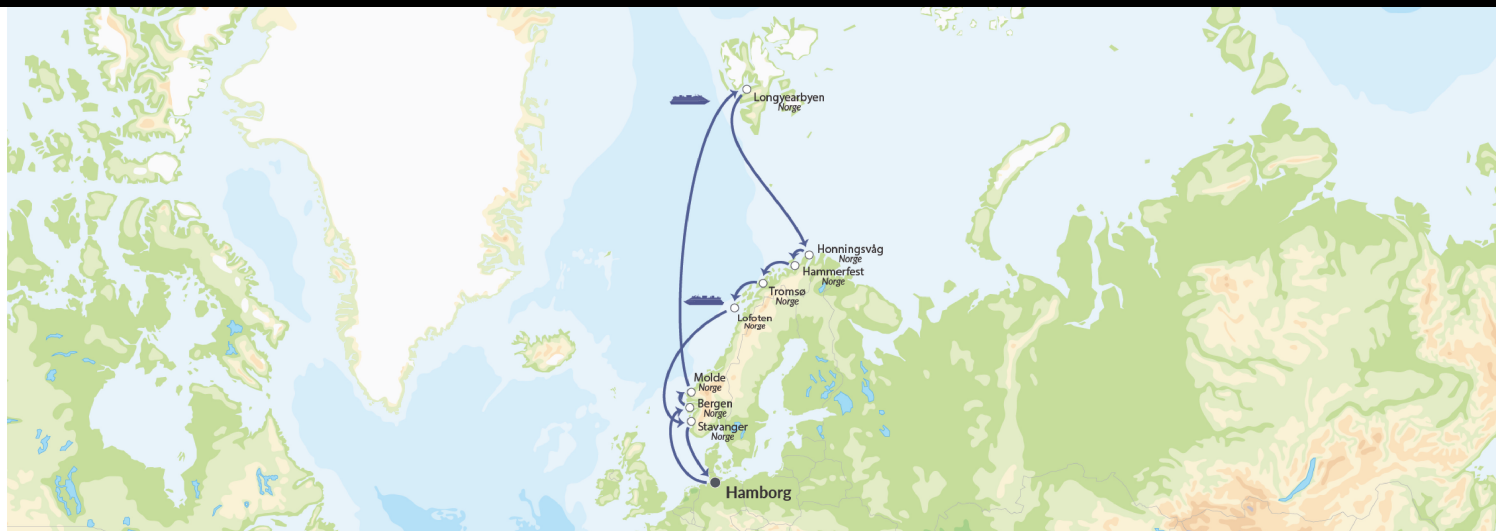 Longyearbyen
Norge
Honningsvåg
Norge
Hammerfest
Norge
Tromsø
Norge
Lofoten
Norge
Molde
Norge
Bergen
Norge
Stavanger
Norge
Hamborg